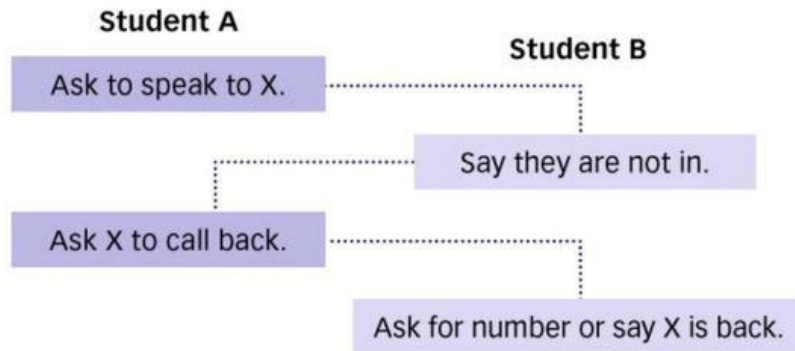 Student A
Student B
Ask to speak to X.
Say they are not in.
Ask X to call back.
Ask for number or say X is back.